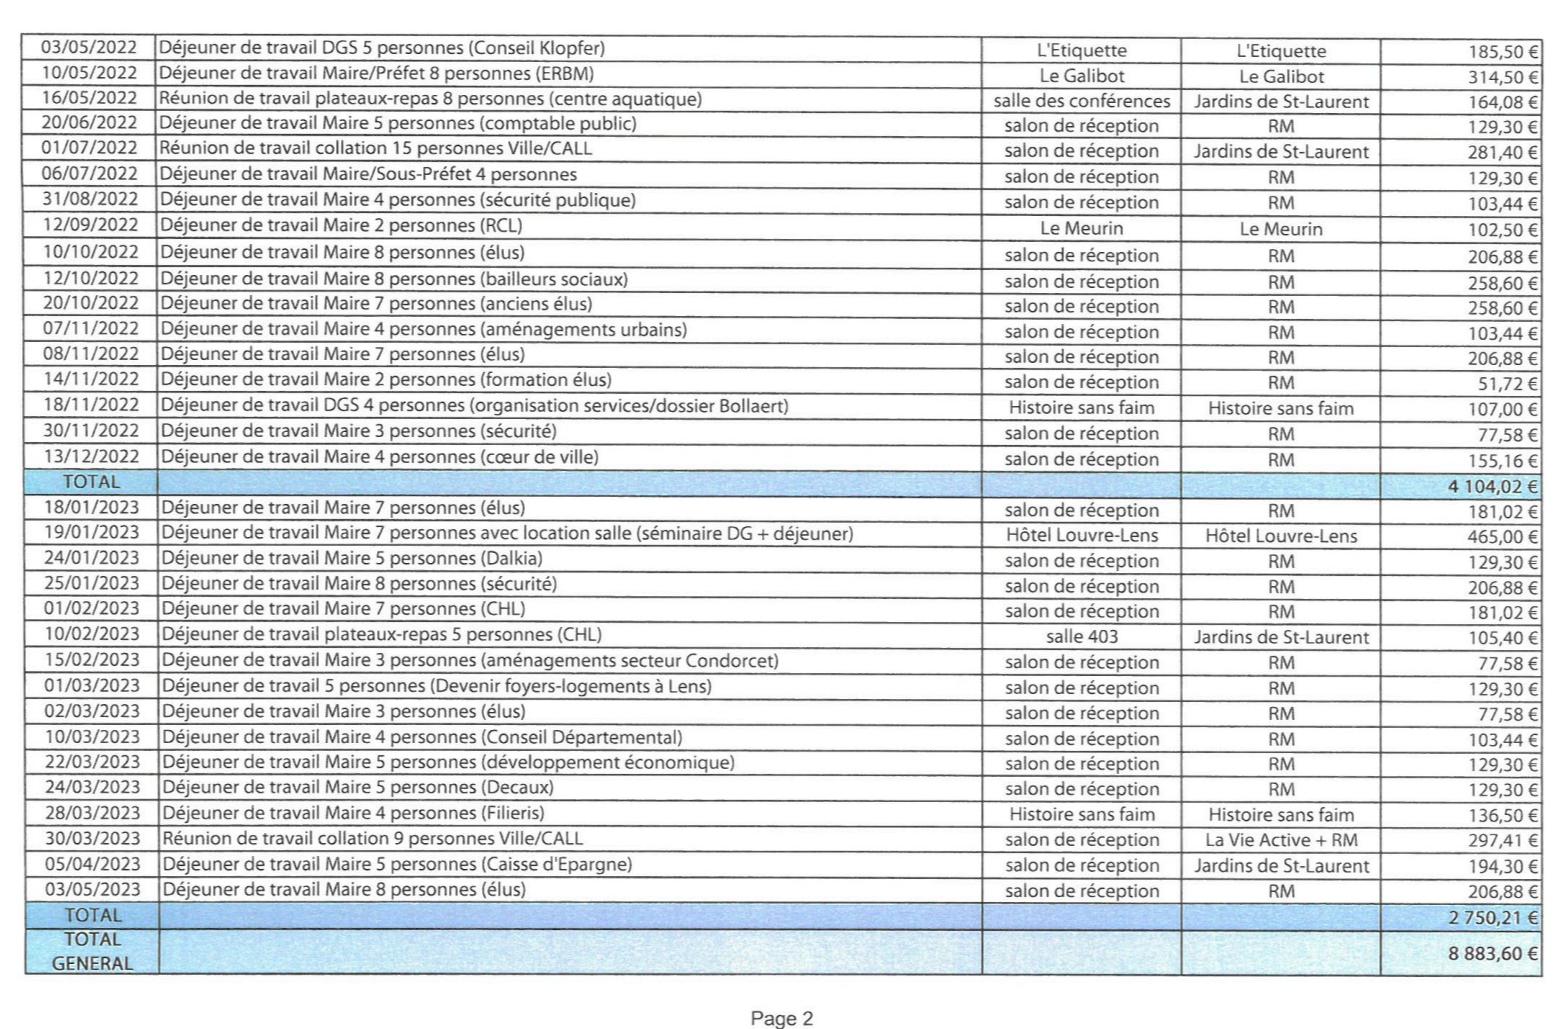 03/05/2022 Déjeuner de travail DGS 5 personnes (Conseil Klopfer) L'Etiquette L'Etiquette 185,50 €
10/05/2022 Déjeuner de travail Maire/Préfet 8 personnes (ERBM) Le Galibot Le Galibot 314,50 €
16/05/2022 Réunion de travail plateaux-repas 8 personnes (centre aquatique) salle des conférences Jardins de St-Laurent 164,08 €
20/06/2022 Déjeuner de travail Maire 5 personnes (comptable public) salon de réception RM 129,30 €
01/07/2022 Réunion de travail collation 15 personnes Ville/CALL salon de réception Jardins de St-Laurent 281,40 €
06/07/2022 Déjeuner de travail Maire/Sous-Préfet 4 personnes salon de réception RM 129,30 €
31/08/2022 Déjeuner de travail Maire 4 personnes (sécurité publique) salon de réception RM 103,44 €
12/09/2022 Déjeuner de travail Maire 2 personnes (RCL) Le Meurin Le Meurin 102,50 €
10/10/2022 Déjeuner de travail Maire 8 personnes (élus) salon de réception RM 206,88 €
12/10/2022 Déjeuner de travail Maire 8 personnes (bailleurs sociaux) salon de réception RM 258,60 €
20/10/2022 Déjeuner de travail Maire 7 personnes (anciens élus) salon de réception RM 258,60 €
07/11/2022 Déjeuner de travail Maire 4 personnes (aménagements urbains) salon de réception RM 103,44 €
08/11/2022 Déjeuner de travail Maire 7 personnes (élus) salon de réception RM 206,88 €
14/11/2022 Déjeuner de travail Maire 2 personnes (formation élus) salon de réception RM 51,72 €
18/11/2022 Déjeuner de travail DGS 4 personnes (organisation services/dossier Bollaert) Histoire sans faim Histoire sans faim 107,00 €
30/11/2022 Déjeuner de travail Maire 3 personnes (sécurité) salon de réception RM 77,58 €
13/12/2022 Déjeuner de travail Maire 4 personnes (cœur de ville) salon de réception RM 155,16 €
TOTAL 4 104,02 €
18/01/2023 Déjeuner de travail Maire 7 personnes (élus) salon de réception RM 181,02 €
19/01/2023 Déjeuner de travail Maire 7 personnes avec location salle (séminaire DG + déjeuner) Hôtel Louvre-Lens Hôtel Louvre-Lens 465,00 €
24/01/2023 Déjeuner de travail Maire 5 personnes (Dalkia) salon de réception RM 129,30 €
25/01/2023 Déjeuner de travail Maire 8 personnes (sécurité) salon de réception RM 206,88 €
01/02/2023 Déjeuner de travail Maire 7 personnes (CHL) salon de réception RM 181,02 €
10/02/2023 Déjeuner de travail plateaux-repas 5 personnes (CHL) salle 403 Jardins de St-Laurent 105,40 €
15/02/2023 Déjeuner de travail Maire 3 personnes (aménagements secteur Condorcet) salon de réception RM 77,58 €
01/03/2023 Déjeuner de travail 5 personnes (Devenir foyers-logements à Lens) salon de réception RM 129,30 €
02/03/2023 Déjeuner de travail Maire 3 personnes (élus) salon de réception RM 77,58 €
10/03/2023 Déjeuner de travail Maire 4 personnes (Conseil Départemental) salon de réception RM 103,44 €
22/03/2023 Déjeuner de travail Maire 5 personnes (développement économique) salon de réception RM 129,30 €
24/03/2023 Déjeuner de travail Maire 5 personnes (Decaux) salon de réception RM 129,30 €
28/03/2023 Déjeuner de travail Maire 4 personnes (Filieris) Histoire sans faim Histoire sans faim 136,50 €
30/03/2023 Réunion de travail collation 9 personnes Ville/CALL salon de réception La Vie Active + RM 297,41 €
05/04/2023 Déjeuner de travail Maire 5 personnes (Caisse d'Epargne) salon de réception Jardins de St-Laurent 194,30 €
03/05/2023 Déjeuner de travail Maire 8 personnes (élus) salon de réception RM 206,88 €
TOTAL 2 750,21 €
TOTAL
GENERAL 8 883,60 €
Page 2